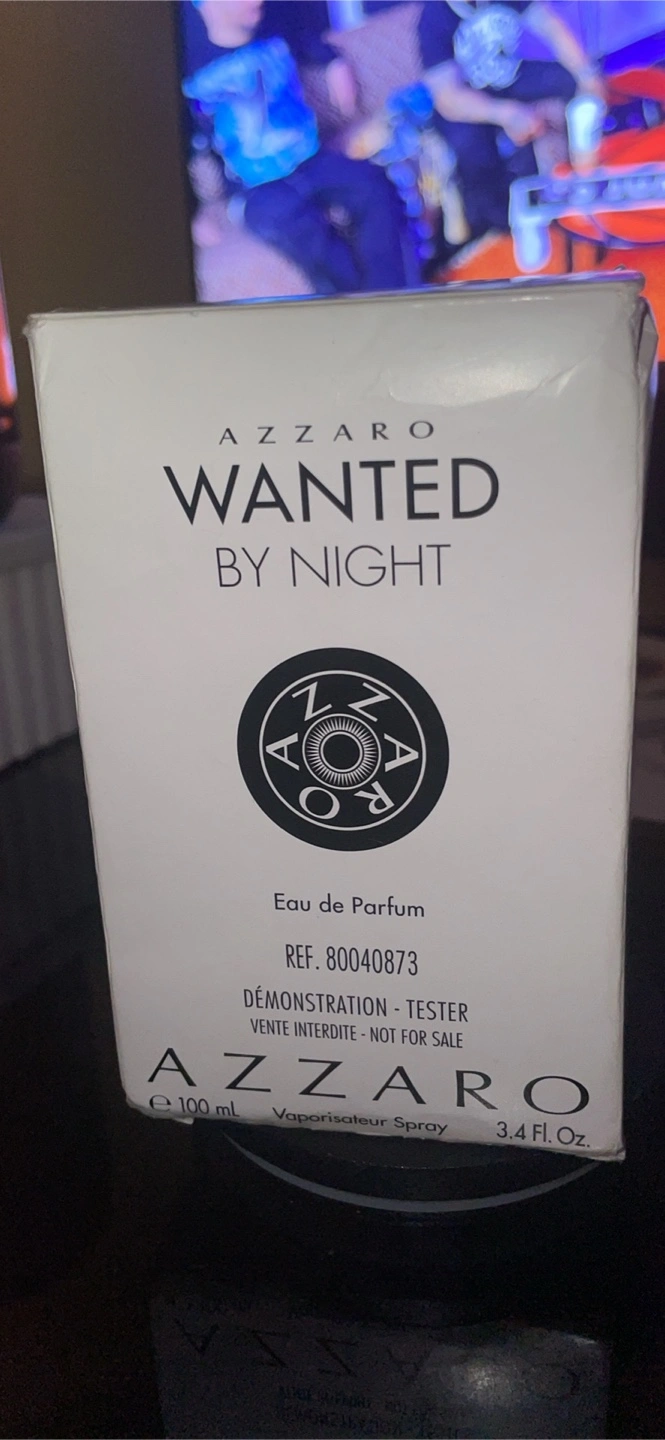 AZZARO
WANTED
BY NIGHT
AZZARO
Eau de Parfum
REF. 80040873
DÉMONSTRATION - TESTER
VENTE INTERDITE - NOT FOR SALE
AZZARO
℮ 100 mL Vaporisateur Spray 3.4 Fl. Oz.